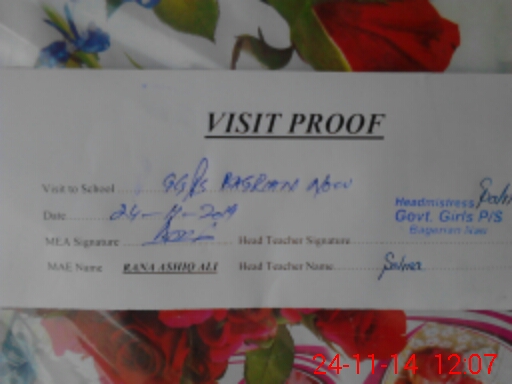 VISIT PROOF
Visit to School GGPS BAGRIAN NOW
Date 24-11-2014
Headmistress
Govt. Girls P/S
Bagerian Nau
MEA Signature Head Teacher Signature
MAE Name RANA ASHIQ ALI Head Teacher Name Salma
24-11-14 12:07